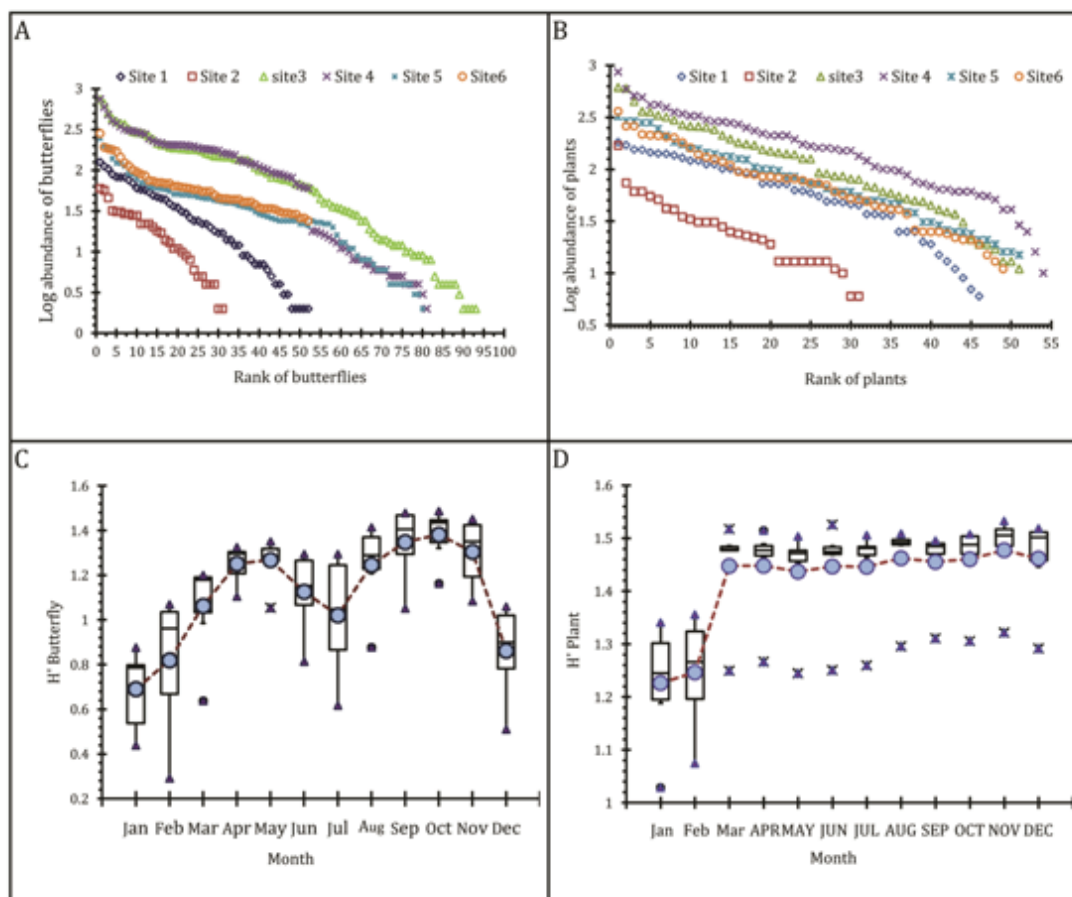 A
Site 1 Site 2 site3 Site 4 Site 5 Site6
Log abundance of butterflies
3
2.5
2
1.5
1
0.5
0
0 5 10 15 20 25 30 35 40 45 50 55 60 65 70 75 80 85 90 95 100
Rank of butterflies
B
Site 1 Site 2 site3 Site 4 Site 5 Site6
Log abundance of plants
3
2.5
2
1.5
1
0.5
0 5 10 15 20 25 30 35 40 45 50 55
Rank of plants
C
H' Butterfly
1.6
1.4
1.2
1
0.8
0.6
0.4
0.2
Jan Feb Mar Apr May Jun Jul Aug Sep Oct Nov Dec
Month
D
H' Plant
1.6
1.5
1.4
1.3
1.2
1.1
1
Jan Feb Mar APR MAY JUN JUL AUG SEP OCT NOV DEC
Month